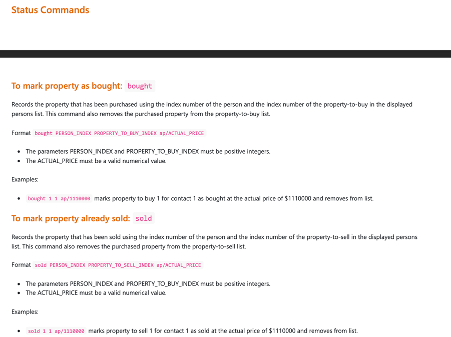 Status Commands
To mark property as bought: bought
Records the property that has been purchased using the index number of the person and the index number of the property-to-buy in the displayed
persons list. This command also removes the purchased property from the property-to-buy list.
Format bought PERSON_INDEX PROPERTY_TO_BUY_INDEX ap/ACTUAL_PRICE
• The parameters PERSON_INDEX and PROPERTY_TO_BUY_INDEX must be positive integers.
• The ACTUAL_PRICE must be a valid numerical value.
Examples:
• bought 1 1 ap/1110000 marks property to buy 1 for contact 1 as bought at the actual price of $1110000 and removes from list.
To mark property already sold: sold
Records the property that has been sold using the index number of the person and the index number of the property-to-sell in the displayed persons
list. This command also removes the purchased property from the property-to-sell list.
Format sold PERSON_INDEX PROPERTY_TO_SELL_INDEX ap/ACTUAL_PRICE
• The parameters PERSON_INDEX and PROPERTY_TO_BUY_INDEX must be positive integers.
• The ACTUAL_PRICE must be a valid numerical value.
Examples:
• sold 1 1 ap/1110000 marks property to sell 1 for contact 1 as sold at the actual price of $1110000 and removes from list.